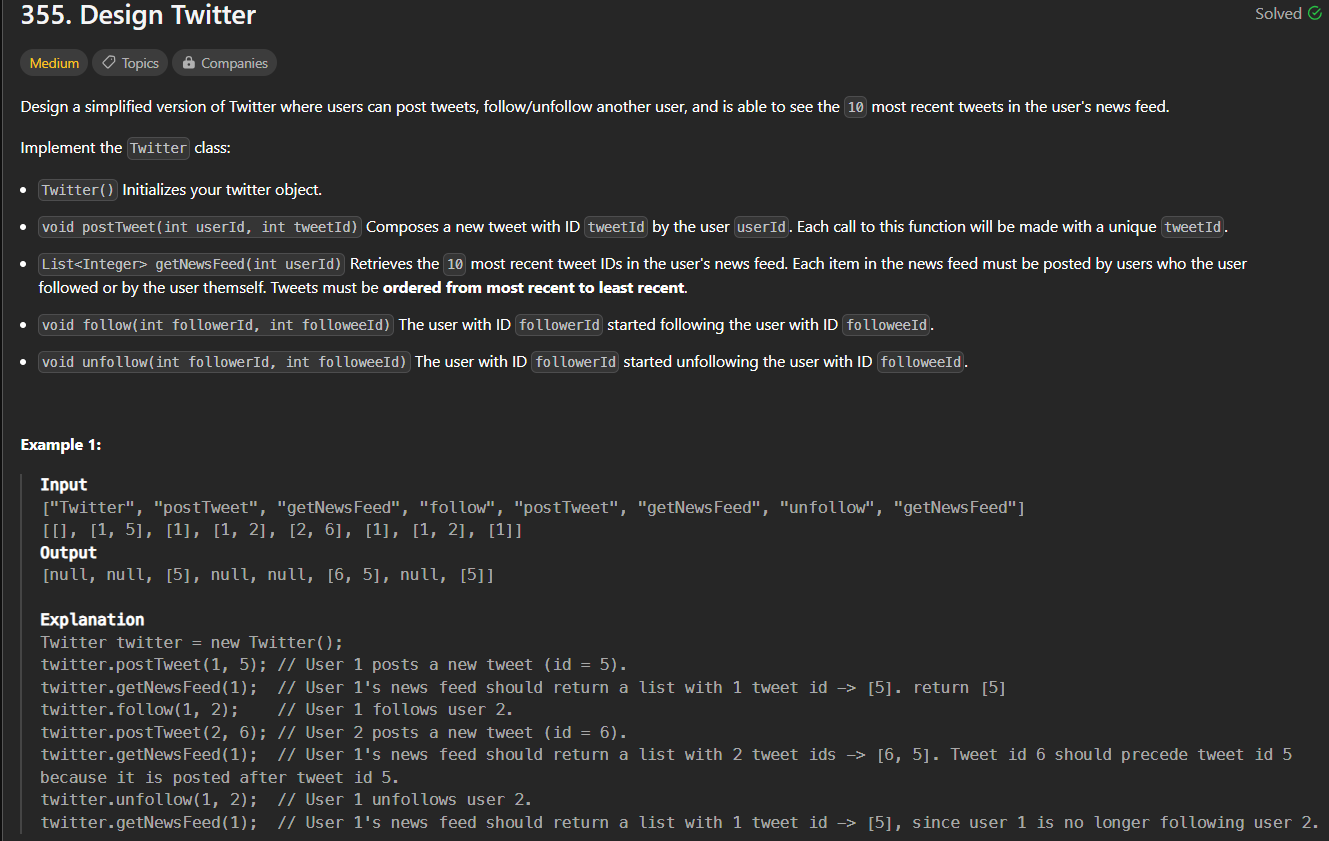 355. Design Twitter
Solved
Medium
Topics
Companies
Design a simplified version of Twitter where users can post tweets, follow/unfollow another user, and is able to see the 10 most recent tweets in the user's news feed.
Implement the Twitter class:
• Twitter() Initializes your twitter object.
• void postTweet(int userId, int tweetId) Composes a new tweet with ID tweetId by the user userId. Each call to this function will be made with a unique tweetId.
• List<Integer> getNewsFeed(int userId) Retrieves the 10 most recent tweet IDs in the user's news feed. Each item in the news feed must be posted by users who the user
followed or by the user themself. Tweets must be ordered from most recent to least recent.
• void follow(int followerId, int followeeId) The user with ID followerId started following the user with ID followeeId.
• void unfollow(int followerId, int followeeId) The user with ID followerId started unfollowing the user with ID followeeId.
Example 1:
Input
["Twitter", "postTweet", "getNewsFeed", "follow", "postTweet", "getNewsFeed", "unfollow", "getNewsFeed"]
[[], [1, 5], [1], [1, 2], [2, 6], [1], [1, 2], [1]]
Output
[null, null, [5], null, null, [6, 5], null, [5]]
Explanation
Twitter twitter = new Twitter();
twitter.postTweet(1, 5); // User 1 posts a new tweet (id = 5).
twitter.getNewsFeed(1);  // User 1's news feed should return a list with 1 tweet id -> [5]. return [5]
twitter.follow(1, 2);    // User 1 follows user 2.
twitter.postTweet(2, 6); // User 2 posts a new tweet (id = 6).
twitter.getNewsFeed(1);  // User 1's news feed should return a list with 2 tweet ids -> [6, 5]. Tweet id 6 should precede tweet id 5
because it is posted after tweet id 5.
twitter.unfollow(1, 2);  // User 1 unfollows user 2.
twitter.getNewsFeed(1);  // User 1's news feed should return a list with 1 tweet id -> [5], since user 1 is no longer following user 2.